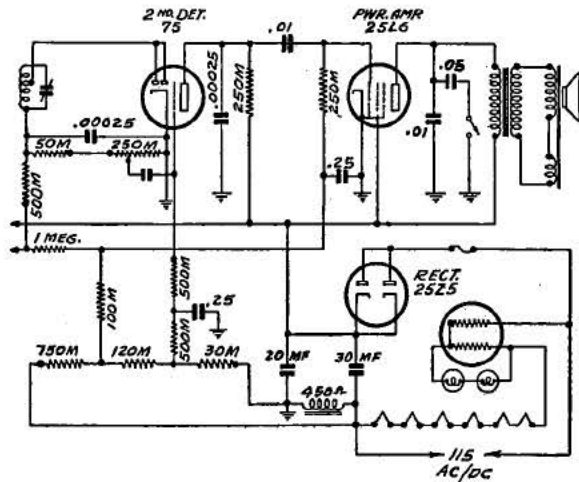 2ND. DET.
75
.01
PWR. AMR
25L6
.05
.00025
250M
250M
.01
.00025
50M
250M
.25
500M
1 MEG.
500M
RECT.
25Z5
100M
.25
500M
750M
120M
30M
20 MF
30 MF
450Ω
115
AC/DC